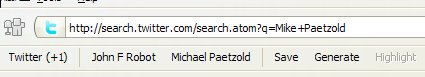 http://search.twitter.com/search.atom?q=Mike+Paetzold
Twitter (+1) John F Robot Michael Paetzold Save Generate Highlight